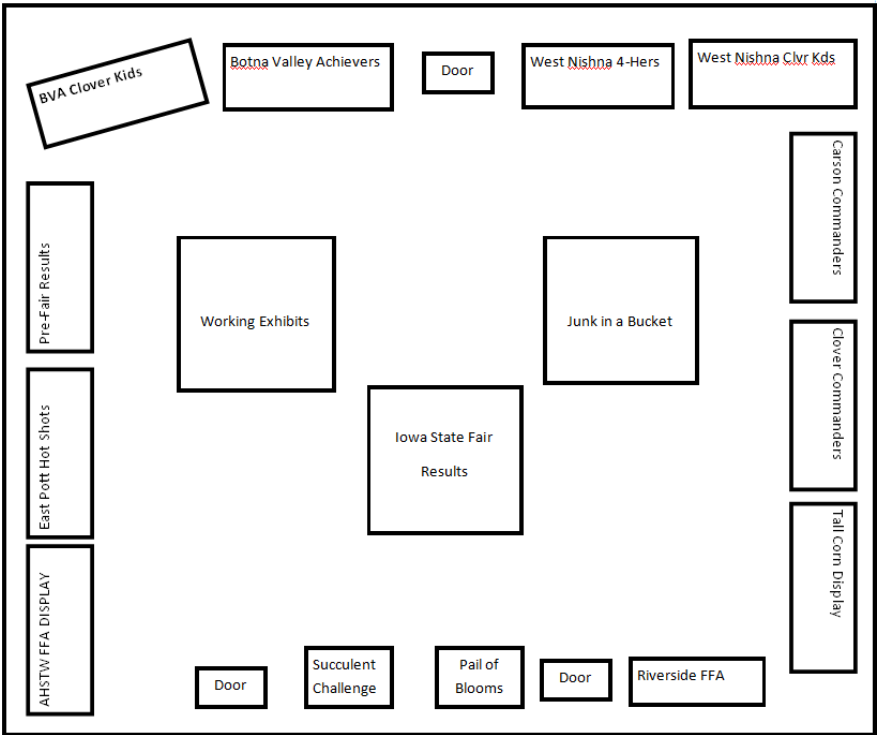 BVA Clover Kids
Botna Valley Achievers
Door
West Nishna 4-Hers
West Nishna Clvr Kds
Carson Commanders
Pre-Fair Results
Working Exhibits
Junk in a Bucket
Clover Commanders
East Pott Hot Shots
Iowa State Fair
Results
Tall Corn Display
AHSTW FFA DISPLAY
Door
Succulent
Challenge
Pail of
Blooms
Door
Riverside FFA